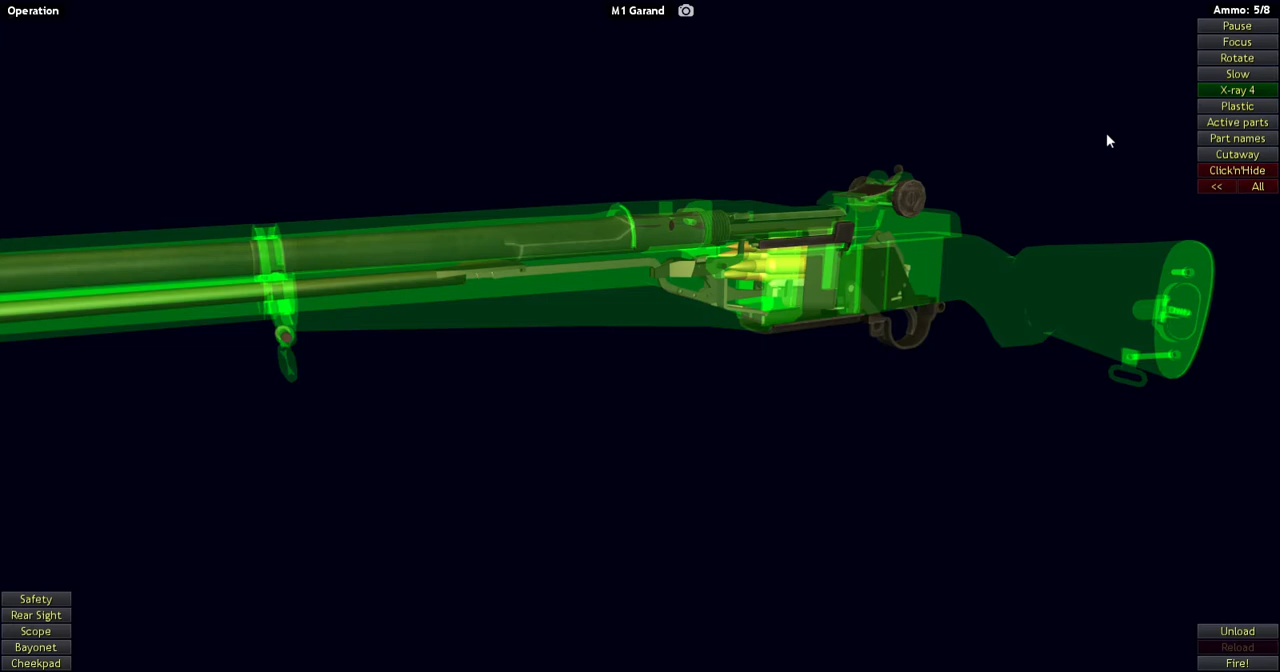 Operation
M1 Garand
Ammo: 5/8
Pause
Focus
Rotate
Slow
X-ray 4
Plastic
Active parts
Part names
Cutaway
Click'n'Hide
<< All
Safety
Rear Sight
Scope
Bayonet
Cheekpad
Unload
Reload
Fire!